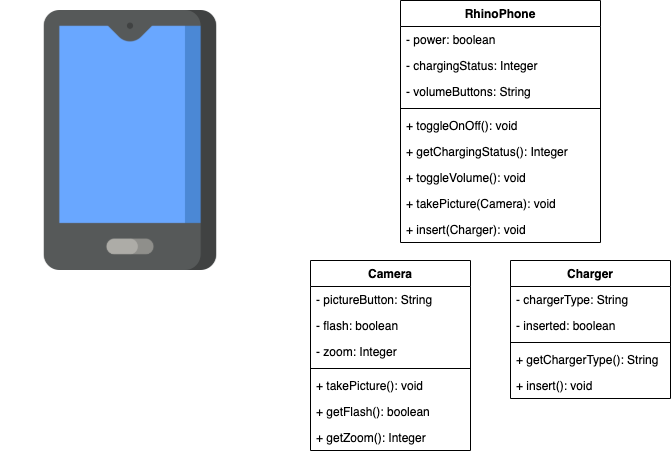 RhinoPhone
- power: boolean
- chargingStatus: Integer
- volumeButtons: String
+ toggleOnOff(): void
+ getChargingStatus(): Integer
+ toggleVolume(): void
+ takePicture(Camera): void
+ insert(Charger): void
Camera
- pictureButton: String
- flash: boolean
- zoom: Integer
+ takePicture(): void
+ getFlash(): boolean
+ getZoom(): Integer
Charger
- chargerType: String
- inserted: boolean
+ getChargerType(): String
+ insert(): void